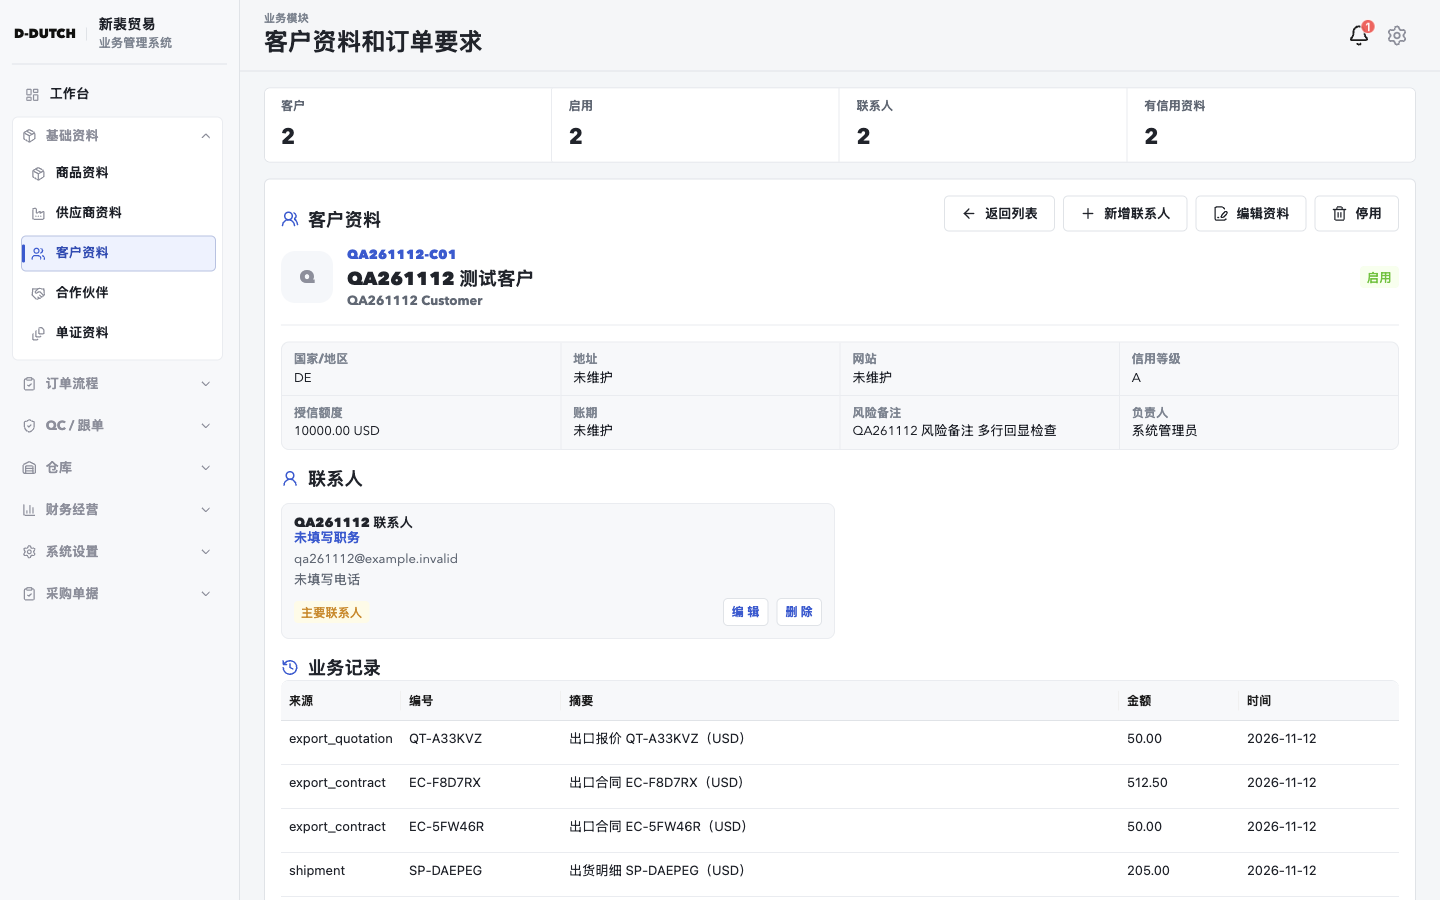 D-DUTCH
新裴贸易
业务管理系统
工作台
基础资料
商品资料
供应商资料
客户资料
合作伙伴
单证资料
订单流程
QC / 跟单
仓库
财务经营
系统设置
采购单据
业务模块
客户资料和订单要求
1
客户
2
启用
2
联系人
2
有信用资料
2
客户资料
返回列表
新增联系人
编辑资料
停用
Q
QA261112-C01
QA261112 测试客户
QA261112 Customer
启用
国家/地区
DE
地址
未维护
网站
未维护
信用等级
A
授信额度
10000.00 USD
账期
未维护
风险备注
QA261112 风险备注 多行回显检查
负责人
系统管理员
联系人
QA261112 联系人
未填写职务
qa261112@example.invalid
未填写电话
主要联系人
编 辑
删 除
业务记录
来源 编号 摘要 金额 时间
export_quotation QT-A33KVZ 出口报价 QT-A33KVZ（USD） 50.00 2026-11-12
export_contract EC-F8D7RX 出口合同 EC-F8D7RX（USD） 512.50 2026-11-12
export_contract EC-5FW46R 出口合同 EC-5FW46R（USD） 50.00 2026-11-12
shipment SP-DAEPEG 出货明细 SP-DAEPEG（USD） 205.00 2026-11-12